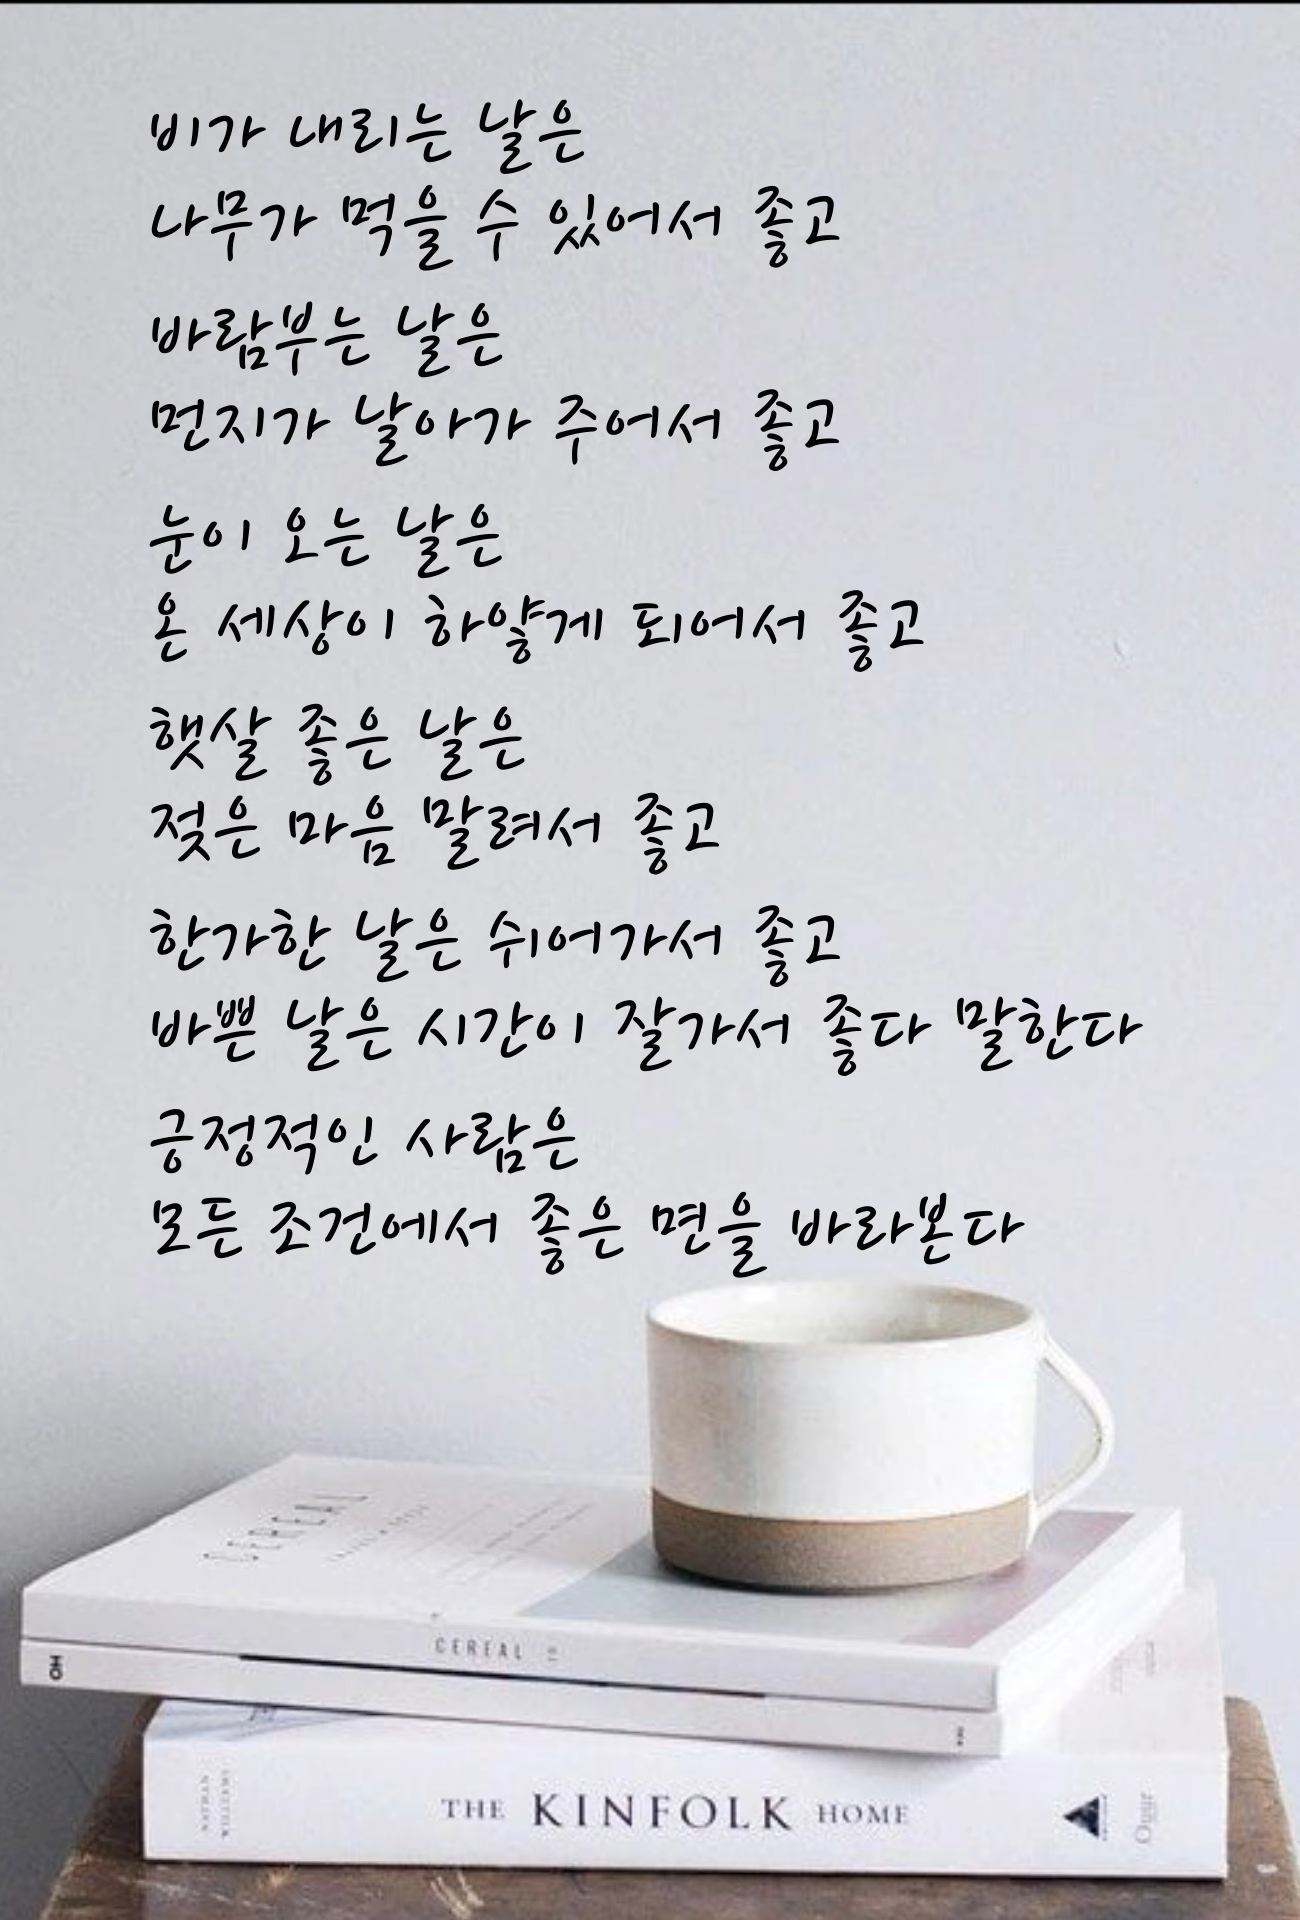 비가 내리는 날은
나무가 먹을 수 있어서 좋고
바람부는 날은
먼지가 날아가 주어서 좋고
눈이 오는 날은
온 세상이 하얗게 되어서 좋고
햇살 좋은 날은
젖은 마음 말려서 좋고
한가한 날은 쉬어가서 좋고
바쁜 날은 시간이 잘가서 좋다 말한다
긍정적인 사람은
모든 조건에서 좋은 면을 바라본다
CEREAL
CEREAL
OH
NATHAN
WILLIAMS
THE KINFOLK HOME